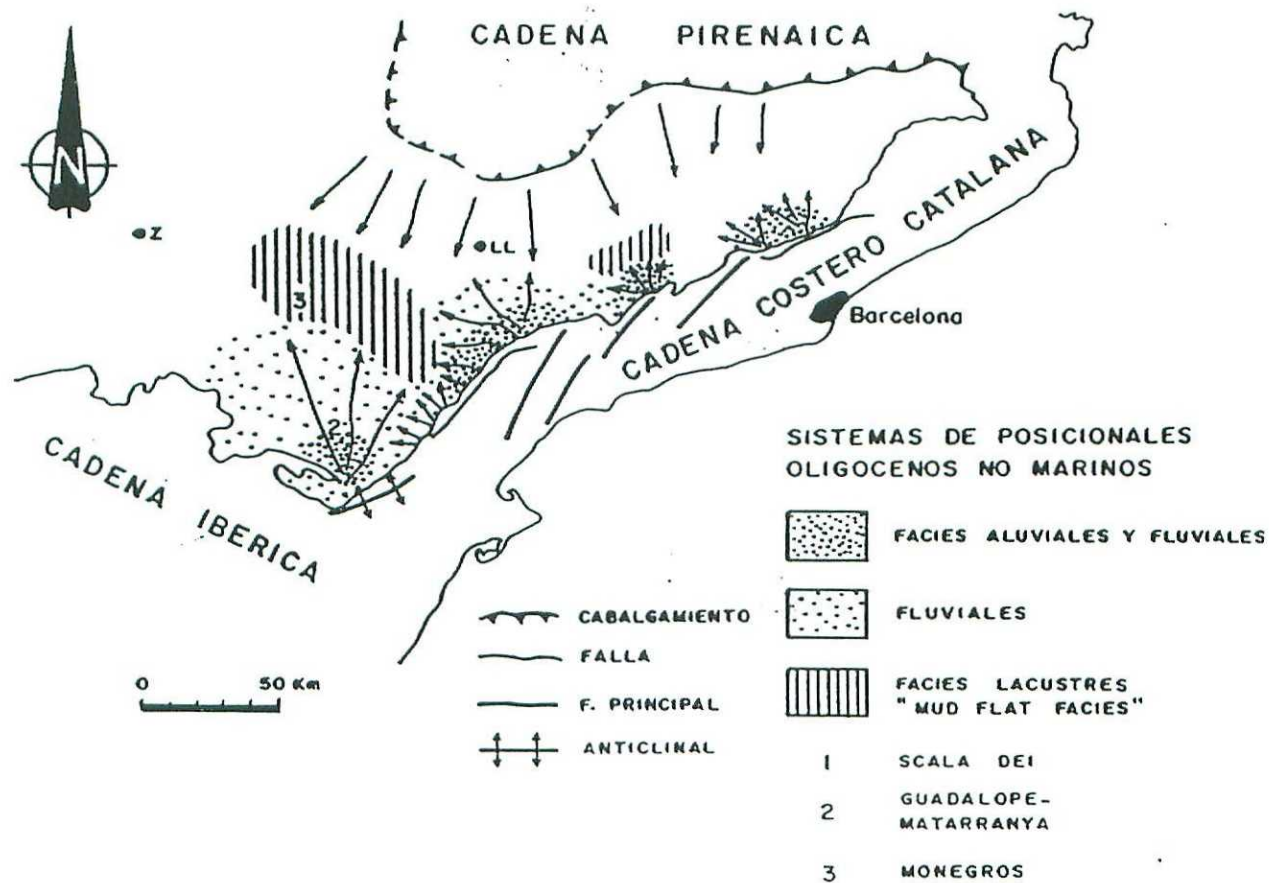 CADENA PIRENAICA
N
Z
LL
3
2
CADENA COSTERO CATALANA
Barcelona
CADENA IBERICA
0 50 Km
CABALGAMIENTO
FALLA
F. PRINCIPAL
ANTICLINAL
SISTEMAS DE POSICIONALES
OLIGOCENOS NO MARINOS
FACIES ALUVIALES Y FLUVIALES
FLUVIALES
FACIES LACUSTRES
"MUD FLAT FACIES"
1 SCALA DEI
2 GUADALOPE-
MATARRANYA
3 MONEGROS